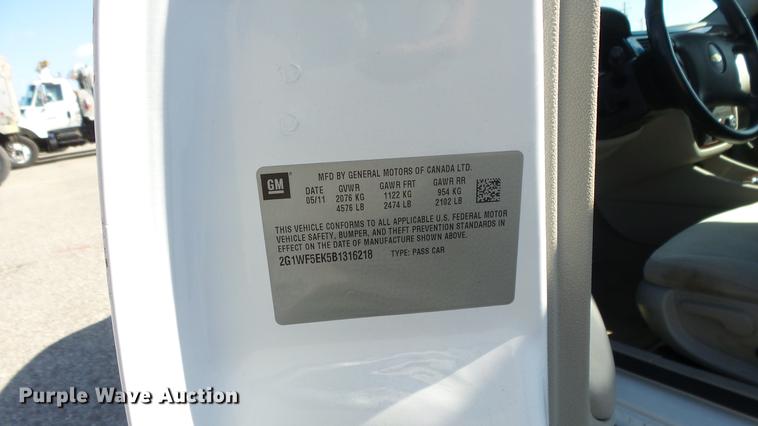 GM
MFD BY GENERAL MOTORS OF CANADA LTD.
DATE GVWR GAWR FRT GAWR RR
05/11 2076 KG 1122 KG 954 KG
4576 LB 2474 LB 2102 LB
THIS VEHICLE CONFORMS TO ALL APPLICABLE U.S. FEDERAL MOTOR
VEHICLE SAFETY, BUMPER, AND THEFT PREVENTION STANDARDS IN
EFFECT ON THE DATE OF MANUFACTURE SHOWN ABOVE.
2G1WF5EK5B1316218 TYPE: PASS CAR
Purple Wave Auction